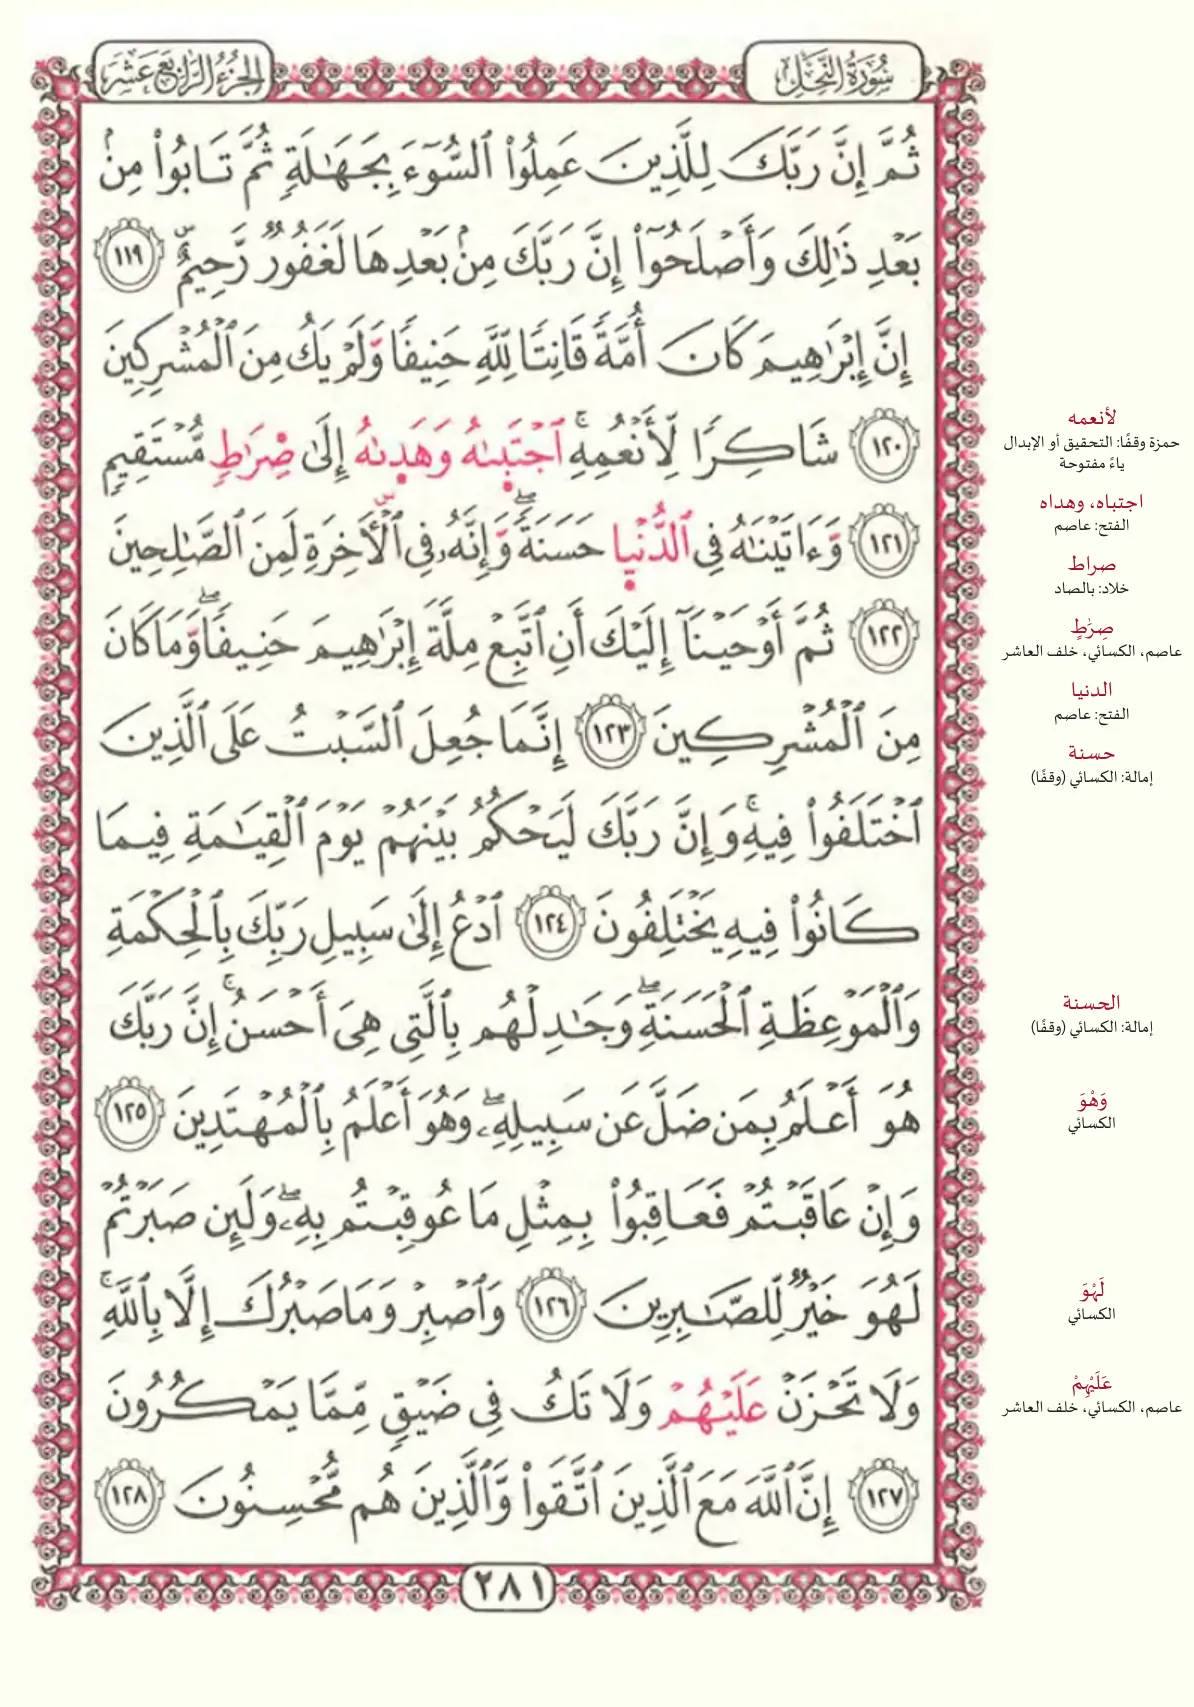 سُورَةُ النَّحْلِ
الجُزْءُ الرَّابِعَ عَشَرَ
ثُمَّ إِنَّ رَبَّكَ لِلَّذِينَ عَمِلُوا۟ ٱلسُّوٓءَ بِجَهَٰلَةٍ ثُمَّ تَابُوا۟ مِنۢ
بَعْدِ ذَٰلِكَ وَأَصْلَحُوٓا۟ إِنَّ رَبَّكَ مِنۢ بَعْدِهَا لَغَفُورٌ رَّحِيمٌ ١١٩
إِنَّ إِبْرَٰهِيمَ كَانَ أُمَّةً قَانِتًا لِّلَّهِ حَنِيفًا وَلَمْ يَكُ مِنَ ٱلْمُشْرِكِينَ
١٢٠ شَاكِرًا لِّأَنْعُمِهِ ۚ ٱجْتَبَىٰهُ وَهَدَىٰهُ إِلَىٰ صِرَٰطٍ مُّسْتَقِيمٍ
١٢١ وَءَاتَيْنَٰهُ فِى ٱلدُّنْيَا حَسَنَةً ۖ وَإِنَّهُۥ فِى ٱلْأَخِرَةِ لَمِنَ ٱلصَّٰلِحِينَ
١٢٢ ثُمَّ أَوْحَيْنَآ إِلَيْكَ أَنِ ٱتَّبِعْ مِلَّةَ إِبْرَٰهِيمَ حَنِيفًا ۖ وَمَا كَانَ
مِنَ ٱلْمُشْرِكِينَ ١٢٣ إِنَّمَا جُعِلَ ٱلسَّبْتُ عَلَى ٱلَّذِينَ
ٱخْتَلَفُوا۟ فِيهِ ۚ وَإِنَّ رَبَّكَ لَيَحْكُمُ بَيْنَهُمْ يَوْمَ ٱلْقِيَٰمَةِ فِيمَا
كَانُوا۟ فِيهِ يَخْتَلِفُونَ ١٢٤ ٱدْعُ إِلَىٰ سَبِيلِ رَبِّكَ بِٱلْحِكْمَةِ
وَٱلْمَوْعِظَةِ ٱلْحَسَنَةِ ۖ وَجَٰدِلْهُم بِٱلَّتِى هِىَ أَحْسَنُ ۚ إِنَّ رَبَّكَ
هُوَ أَعْلَمُ بِمَن ضَلَّ عَن سَبِيلِهِۦ ۖ وَهُوَ أَعْلَمُ بِٱلْمُهْتَدِينَ ١٢٥
وَإِنْ عَاقَبْتُمْ فَعَاقِبُوا۟ بِمِثْلِ مَا عُوقِبْتُم بِهِۦ ۖ وَلَئِن صَبَرْتُمْ
لَهُوَ خَيْرٌ لِّلصَّٰبِرِينَ ١٢٦ وَٱصْبِرْ وَمَا صَبْرُكَ إِلَّا بِٱللَّهِ ۚ
وَلَا تَحْزَنْ عَلَيْهُمْ وَلَا تَكُ فِى ضَيْقٍ مِّمَّا يَمْكُرُونَ
١٢٧ إِنَّ ٱللَّهَ مَعَ ٱلَّذِينَ ٱتَّقَوا۟ وَّٱلَّذِينَ هُم مُّحْسِنُونَ ١٢٨
٢٨١
لأنعمه
حمزة وقفًا: التحقيق أو الإبدال
ياءً مفتوحة
اجتباه، وهداه
الفتح: عاصم
صراط
خلاد: بالصاد
صِرَٰطٍ
عاصم، الكسائي، خلف العاشر
الدنيا
الفتح: عاصم
حسنة
إمالة: الكسائي (وقفًا)
الحسنة
إمالة: الكسائي (وقفًا)
وَهْوَ
الكسائي
لَهْوَ
الكسائي
عَلَيْهِمْ
عاصم، الكسائي، خلف العاشر